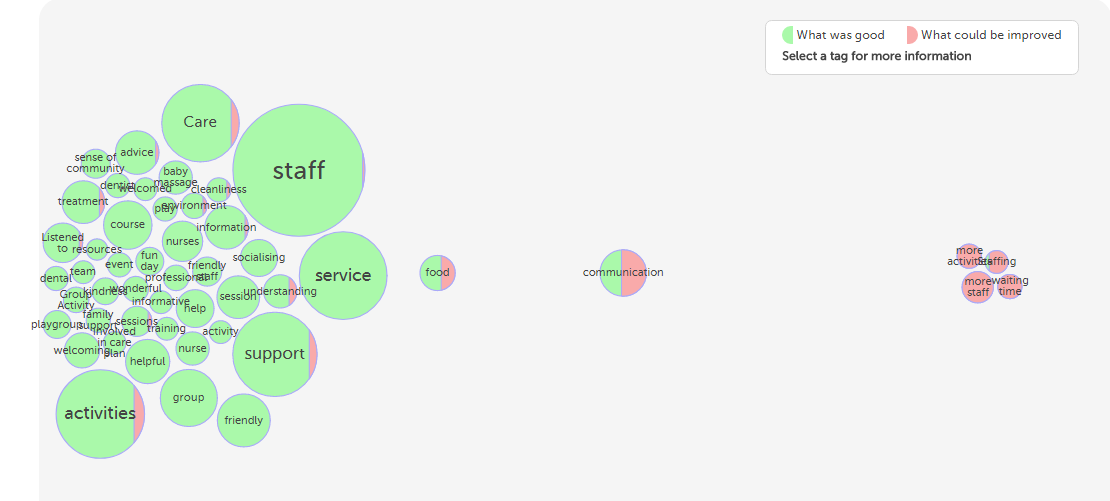 What was good
What could be improved
Select a tag for more information
Care
staff
advice
sense of
community
baby
massage
dentist
welcomed
cleanliness
treatment
play
environment
course
information
Listened
to
nurses
resources
fun
day
socialising
event
friendly
staff
team
dental
professional
service
food
communication
more
activities
Staffing
more
staff
waiting
time
Group
Activity
kindness
wonderful
session
understanding
informative
help
family
support
playgroup
sessions
training
activity
involved
in care
plan
welcoming
nurse
support
helpful
activities
group
friendly